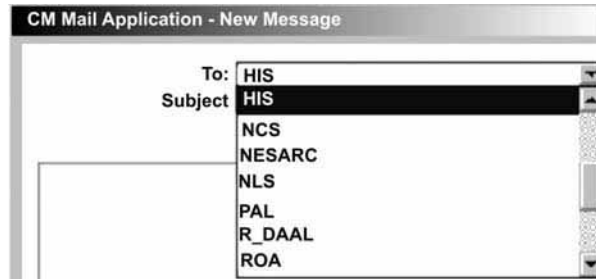 CM Mail Application - New Message
To: HIS
Subject HIS
NCS
NESARC
NLS
PAL
R_DAAL
ROA